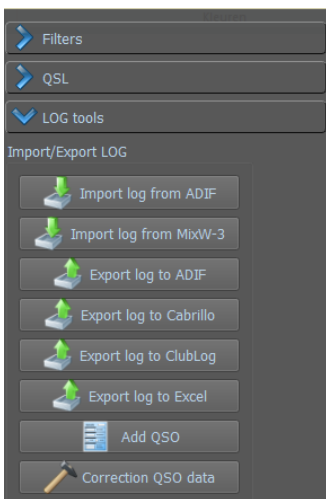 Kleuren
Filters
QSL
LOG tools
Import/Export LOG
Import log from ADIF
Import log from MixW-3
Export log to ADIF
Export log to Cabrillo
Export log to ClubLog
Export log to Excel
Add QSO
Correction QSO data